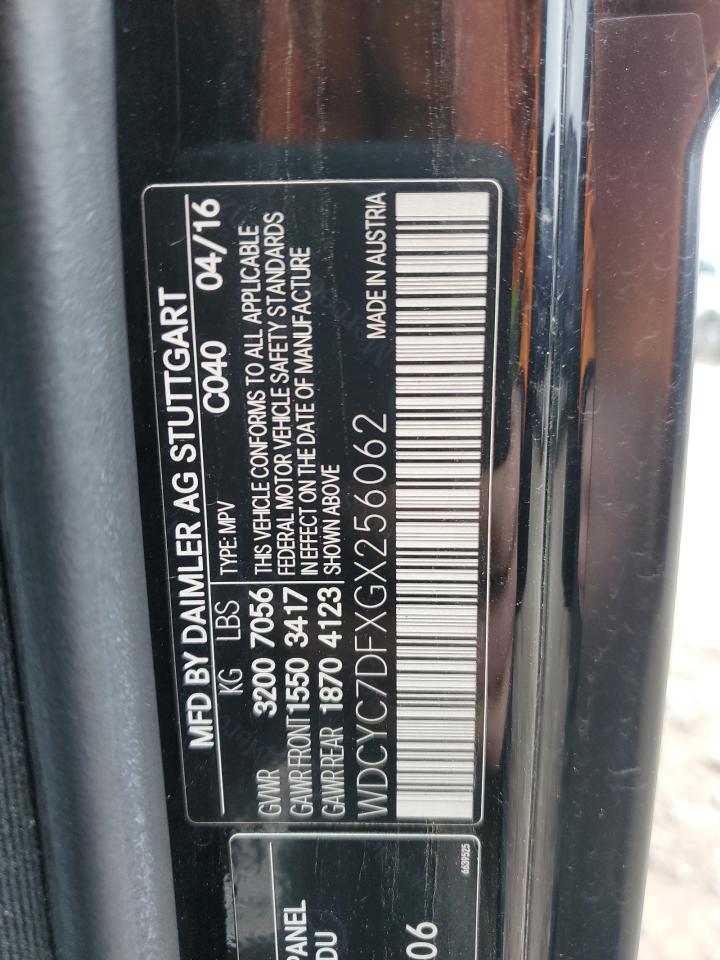 MFD BY DAIMLER AG STUTTGART
KG LBS C040 04/16
GWR 3200 7056
GAWR FRONT 1550 3417
GAWR REAR 1870 4123
TYPE: MPV
THIS VEHICLE CONFORMS TO ALL APPLICABLE
FEDERAL MOTOR VEHICLE SAFETY STANDARDS
IN EFFECT ON THE DATE OF MANUFACTURE
SHOWN ABOVE
WDCYC7DFXGX256062 MADE IN AUSTRIA
PANEL
DU
06
6639525